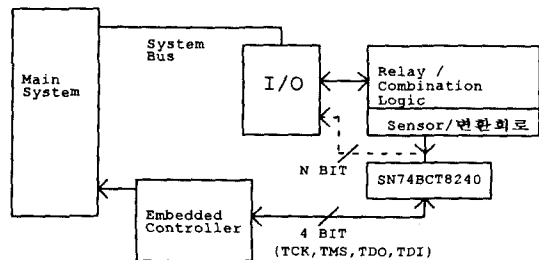 System
Bus
Main
System
I/O
Relay /
Combination
Logic
Sensor/변환회로
N BIT
SN74BCT8240
Embedded
Controller
4 BIT
(TCK,TMS,TDO,TDI)